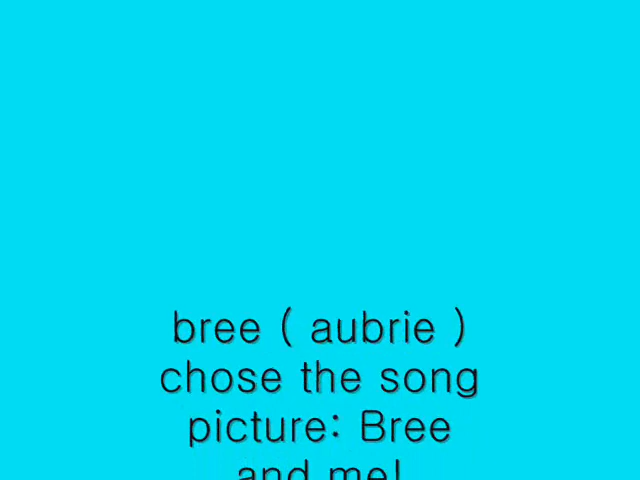 bree ( aubrie )
chose the song
picture: Bree
and me!